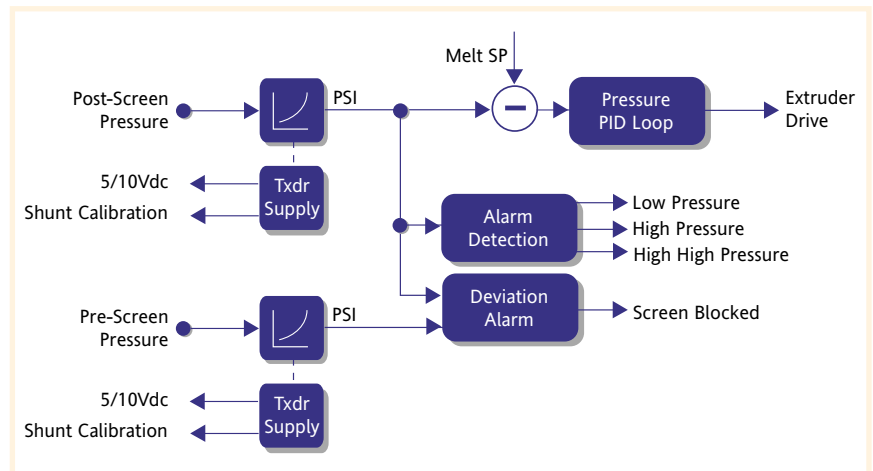 Melt SP
Post-Screen
Pressure
PSI
Pressure
PID Loop
Extruder
Drive
5/10Vdc
Shunt Calibration
Txdr
Supply
Alarm
Detection
Low Pressure
High Pressure
High High Pressure
Pre-Screen
Pressure
PSI
Deviation
Alarm
Screen Blocked
5/10Vdc
Shunt Calibration
Txdr
Supply